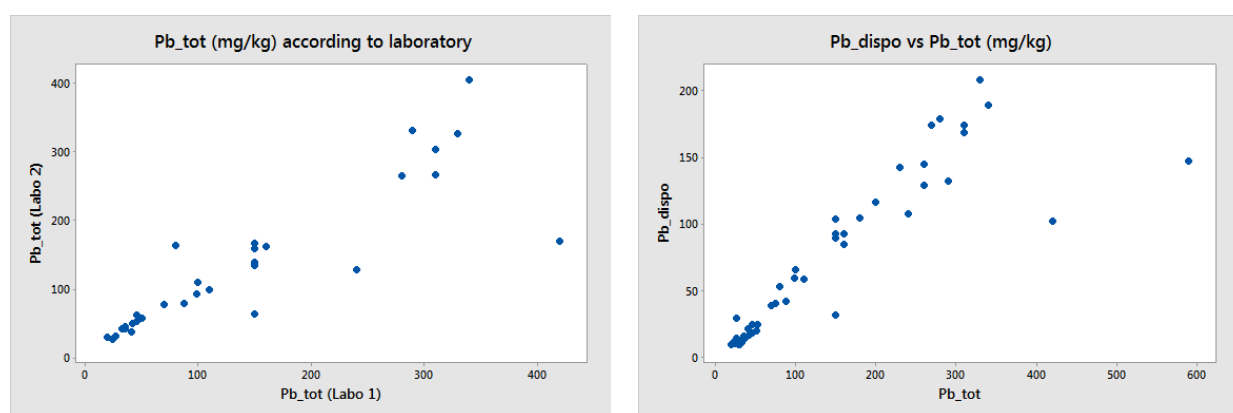 Pb_tot (mg/kg) according to laboratory
Pb_tot (Labo 2)
400
300
200
100
0
0 100 200 300 400
Pb_tot (Labo 1)
Pb_dispo vs Pb_tot (mg/kg)
Pb_dispo
200
150
100
50
0
0 100 200 300 400 500 600
Pb_tot